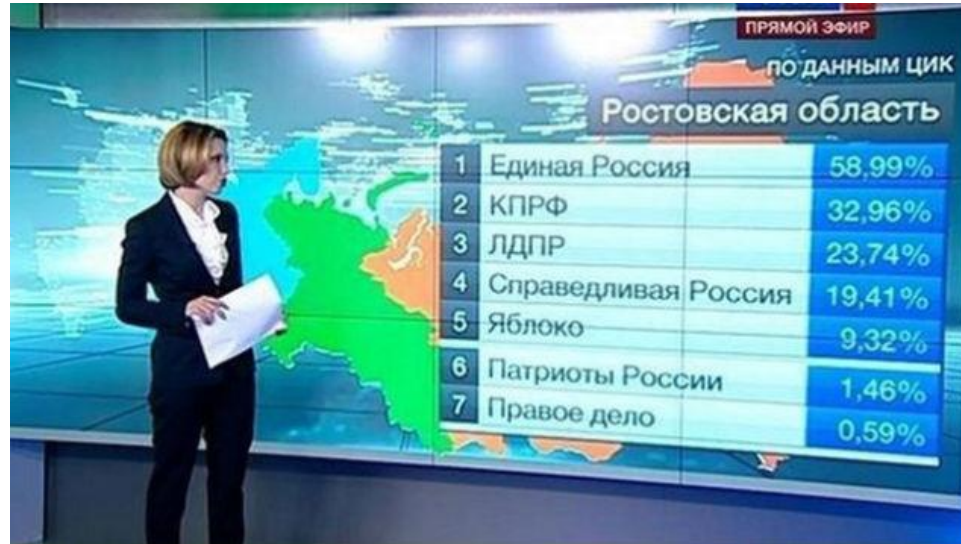 ПРЯМОЙ ЭФИР
ПО ДАННЫМ ЦИК
Ростовская область
1 Единая Россия 58,99%
2 КПРФ 32,96%
3 ЛДПР 23,74%
4 Справедливая Россия 19,41%
5 Яблоко 9,32%
6 Патриоты России 1,46%
7 Правое дело 0,59%